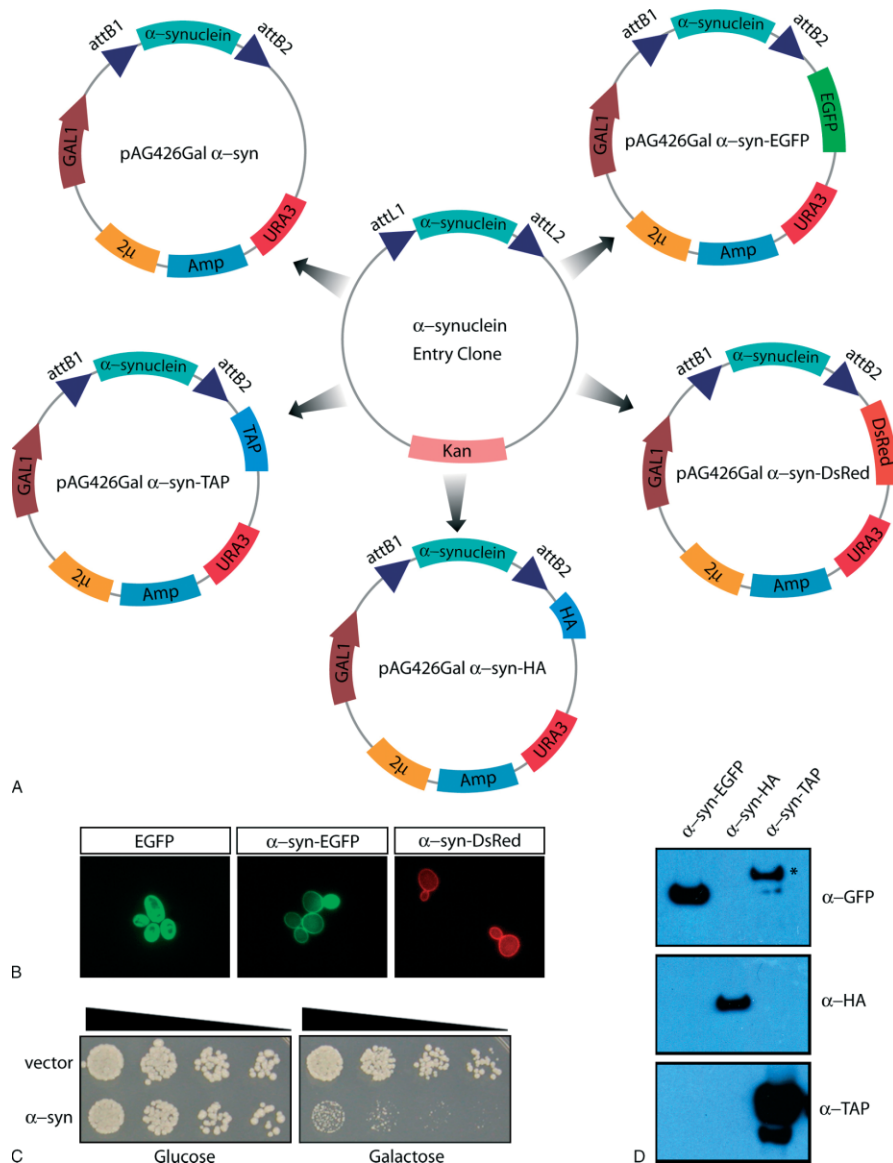 attB1
α-synuclein
attB2
GAL1
pAG426Gal α-syn
2μ
Amp
URA3
attB1
α-synuclein
attB2
EGFP
GAL1
pAG426Gal α-syn-EGFP
2μ
Amp
URA3
attL1
α-synuclein
attL2
α-synuclein
Entry Clone
Kan
attB1
α-synuclein
attB2
TAP
GAL1
pAG426Gal α-syn-TAP
2μ
Amp
URA3
attB1
α-synuclein
attB2
DsRed
GAL1
pAG426Gal α-syn-DsRed
2μ
Amp
URA3
attB1
α-synuclein
attB2
HA
GAL1
pAG426Gal α-syn-HA
2μ
Amp
URA3
A
EGFP
α-syn-EGFP
α-syn-DsRed
B
vector
α-syn
Glucose
Galactose
C
α-syn-EGFP
α-syn-HA
α-syn-TAP
*
α-GFP
α-HA
α-TAP
D